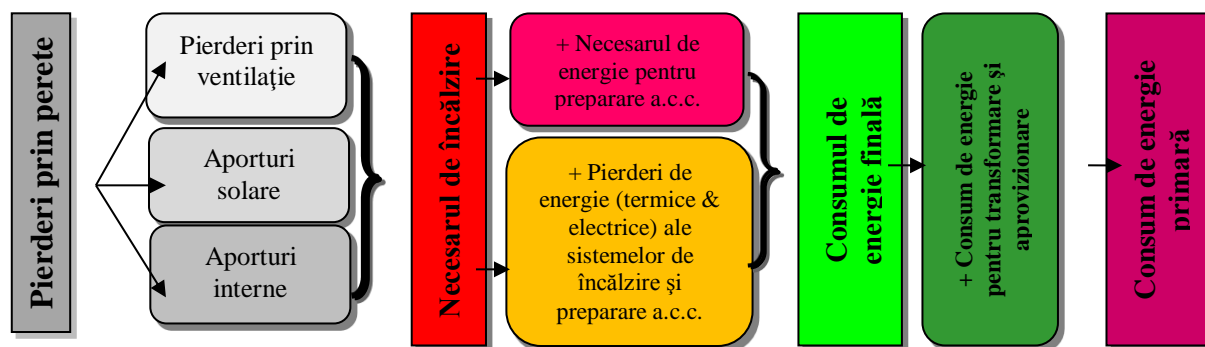 Pierderi prin perete
Pierderi prin
ventilaţie
Aporturi
solare
Aporturi
interne
Necesarul de încălzire
+ Necesarul de
energie pentru
preparare a.c.c.
+ Pierderi de
energie (termice &
electrice) ale
sistemelor de
încălzire şi
preparare a.c.c.
Consumul de
energie finală
+ Consum de energie
pentru transformare şi
aprovizionare
Consum de energie
primară